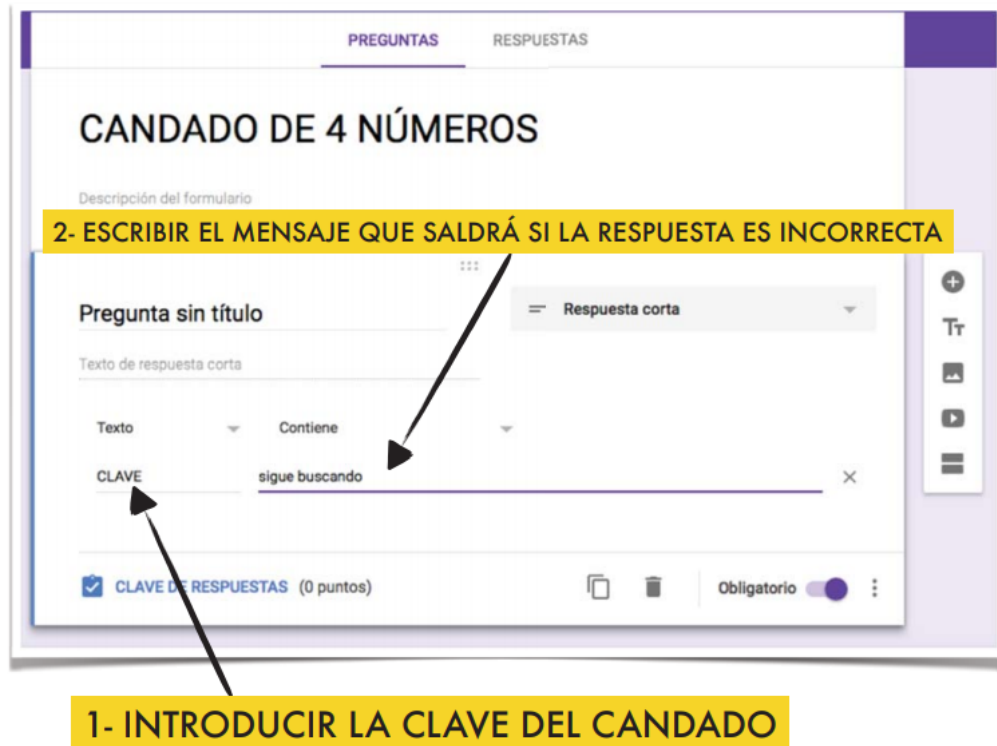 PREGUNTAS RESPUESTAS
CANDADO DE 4 NÚMEROS
Descripción del formulario
2- ESCRIBIR EL MENSAJE QUE SALDRÁ SI LA RESPUESTA ES INCORRECTA
Pregunta sin título
Respuesta corta
Texto de respuesta corta
Texto Contiene
CLAVE sigue buscando
CLAVE DE RESPUESTAS (0 puntos) Obligatorio
1- INTRODUCIR LA CLAVE DEL CANDADO